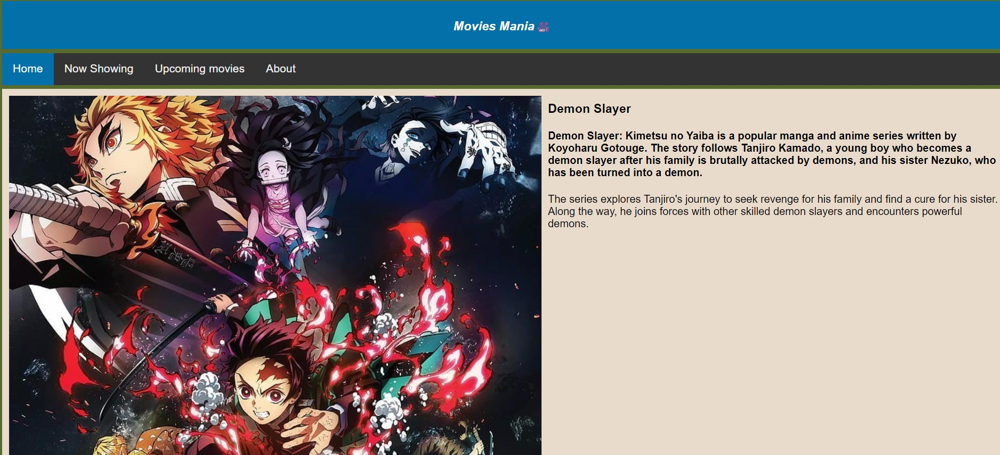 Movies Mania
Home
Now Showing
Upcoming movies
About
Demon Slayer
Demon Slayer: Kimetsu no Yaiba is a popular manga and anime series written by
Koyoharu Gotouge. The story follows Tanjiro Kamado, a young boy who becomes a
demon slayer after his family is brutally attacked by demons, and his sister Nezuko, who
has been turned into a demon.
The series explores Tanjiro's journey to seek revenge for his family and find a cure for his sister.
Along the way, he joins forces with other skilled demon slayers and encounters powerful
demons.